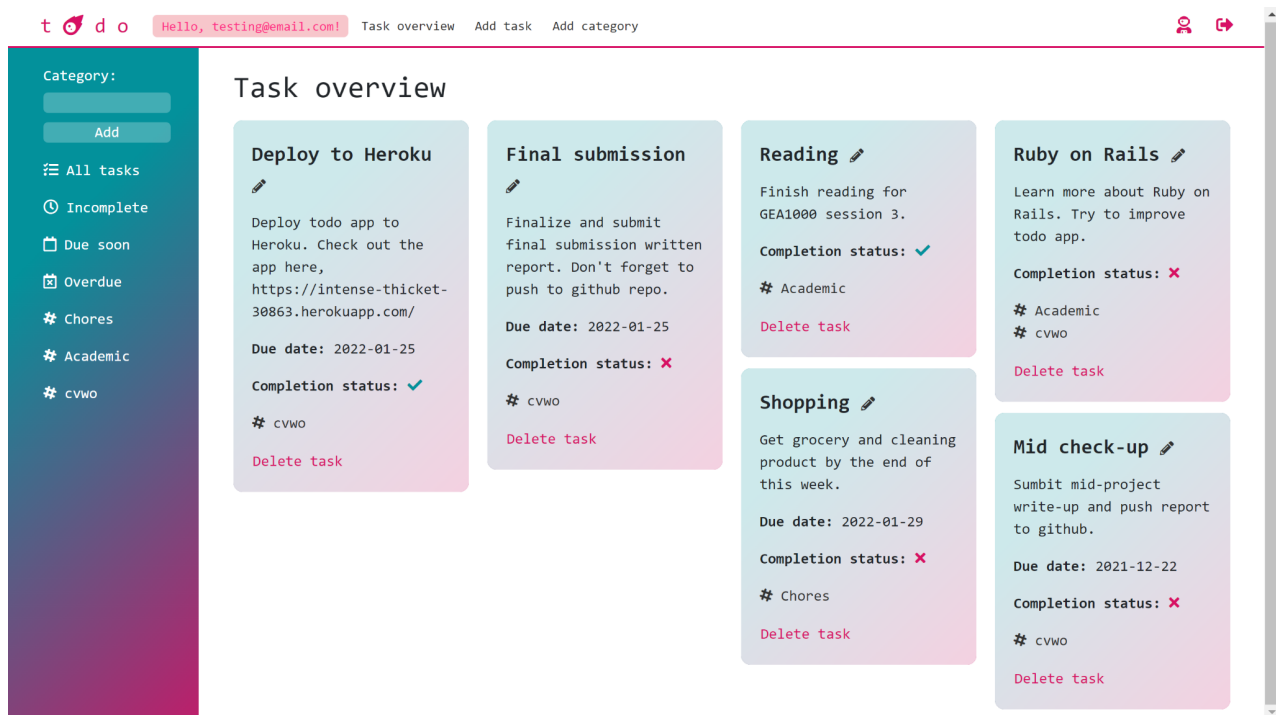 t o d o
Hello, testing@email.com!
Task overview
Add task
Add category
Category:
Add
All tasks
Incomplete
Due soon
Overdue
Chores
Academic
cvwo
Task overview
Deploy to Heroku
Deploy todo app to
Heroku. Check out the
app here,
https://intense-thicket-
30863.herokuapp.com/
Due date: 2022-01-25
Completion status:
cvwo
Delete task
Final submission
Finalize and submit
final submission written
report. Don't forget to
push to github repo.
Due date: 2022-01-25
Completion status:
cvwo
Delete task
Reading
Finish reading for
GEA1000 session 3.
Completion status:
Academic
Delete task
Shopping
Get grocery and cleaning
product by the end of
this week.
Due date: 2022-01-29
Completion status:
Chores
Delete task
Ruby on Rails
Learn more about Ruby on
Rails. Try to improve
todo app.
Completion status:
Academic
cvwo
Delete task
Mid check-up
Sumbit mid-project
write-up and push report
to github.
Due date: 2021-12-22
Completion status:
cvwo
Delete task